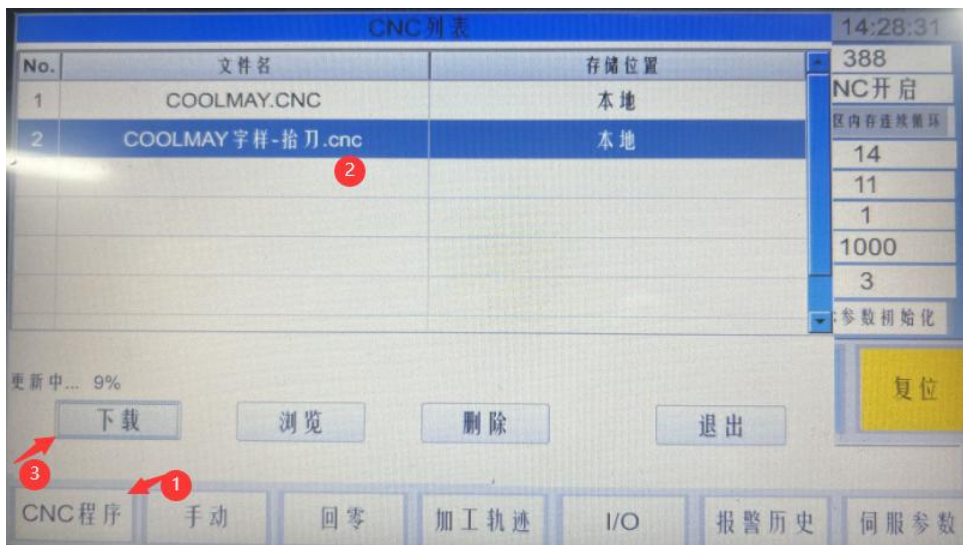 CNC列表
14:28:31
No. 文件名 存储位置
388
1 COOLMAY.CNC 本地
NC开启
区内存连续循环
2 COOLMAY字样-抬刀.cnc 本地
14
2
11
1
1000
3
参数初始化
更新中... 9%
复位
下载 浏览 删除 退出
3
1
CNC程序 手动 回零 加工轨迹 I/O 报警历史 伺服参数